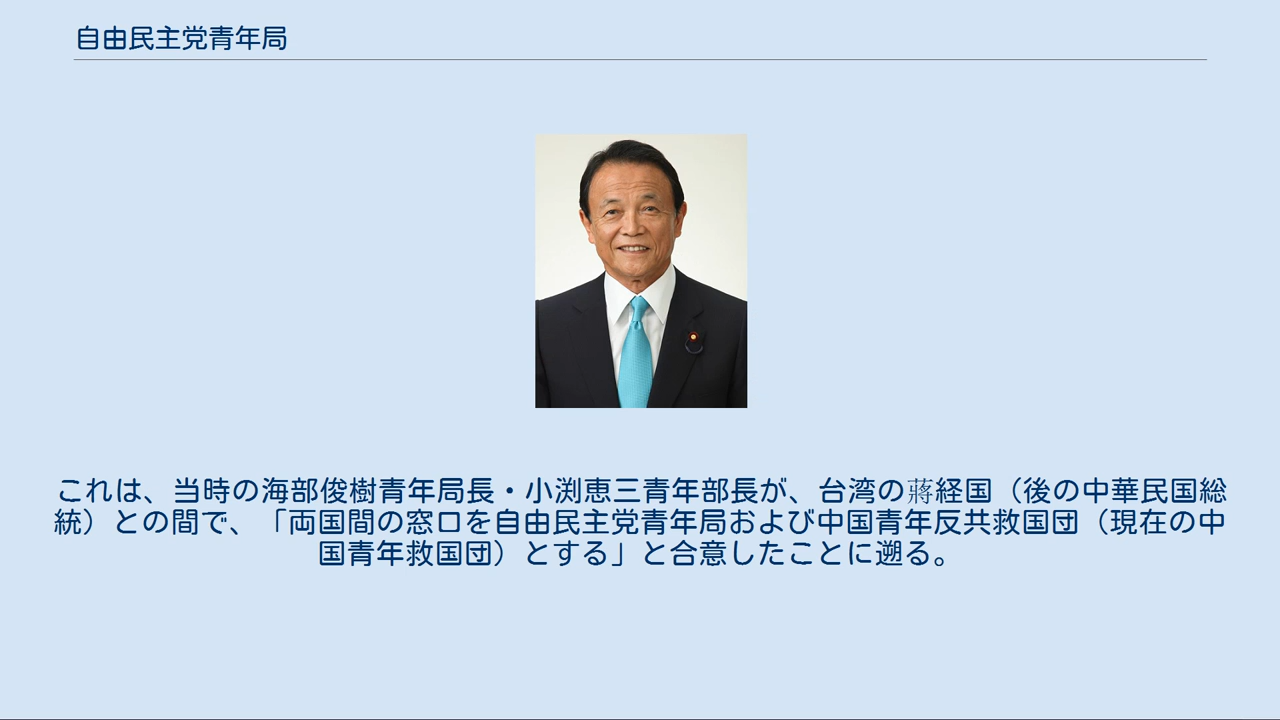 自由民主党青年局
これは、当時の海部俊樹青年局長・小渕恵三青年部長が、台湾の蔣経国（後の中華民国総
統）との間で、「両国間の窓口を自由民主党青年局および中国青年反共救国団（現在の中
国青年救国団）とする」と合意したことに遡る。